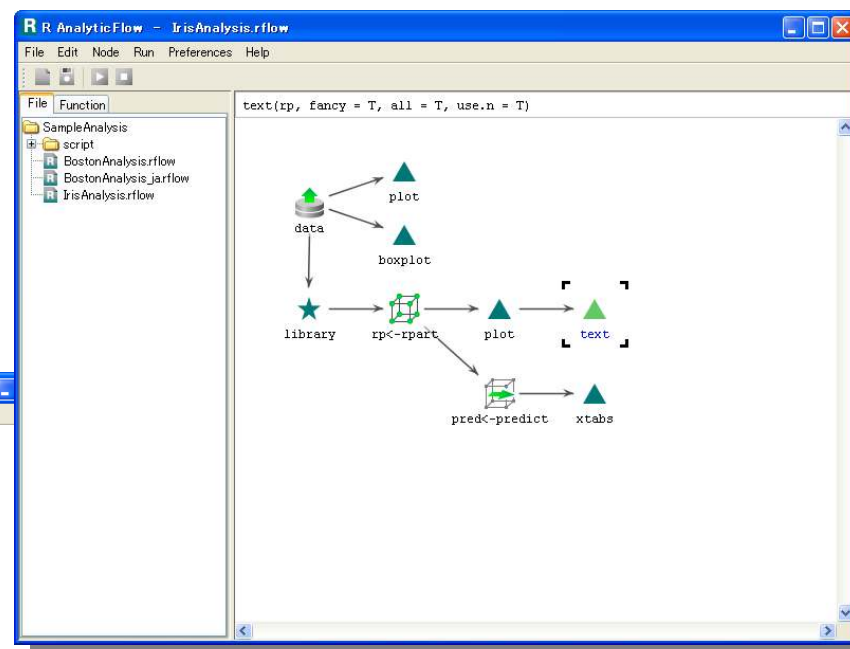 R R AnalyticFlow - IrisAnalysis.rflow
File Edit Node Run Preferences Help
File Function
text(rp, fancy = T, all = T, use.n = T)
SampleAnalysis
script
R BostonAnalysis.rflow
R BostonAnalysis_ja.rflow
R IrisAnalysis.rflow
plot
data
boxplot
library rp<-rpart plot text
pred<-predict xtabs